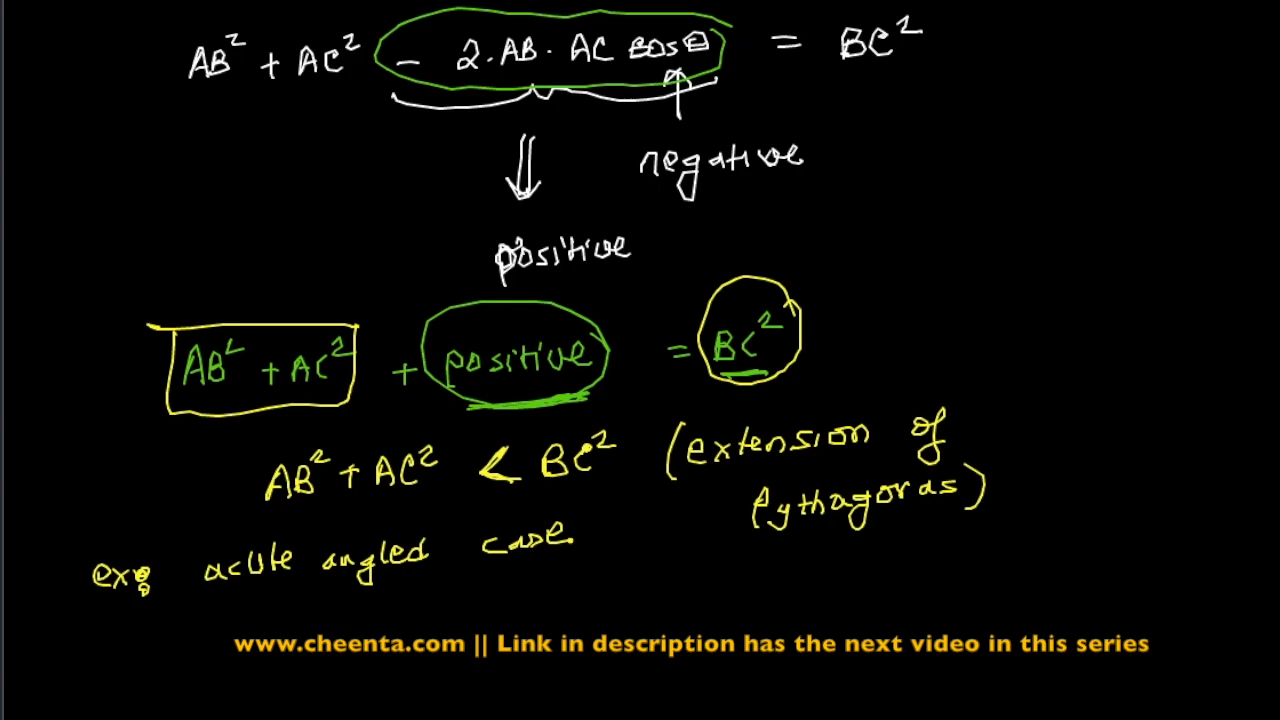 AB² + AC² - 2·AB·AC cosθ = BC²
negative
positive
AB² + AC² + positive = BC²
AB² + AC² < BC² (extension of
Pythagoras)
ex: acute angled case.
www.cheenta.com || Link in description has the next video in this series